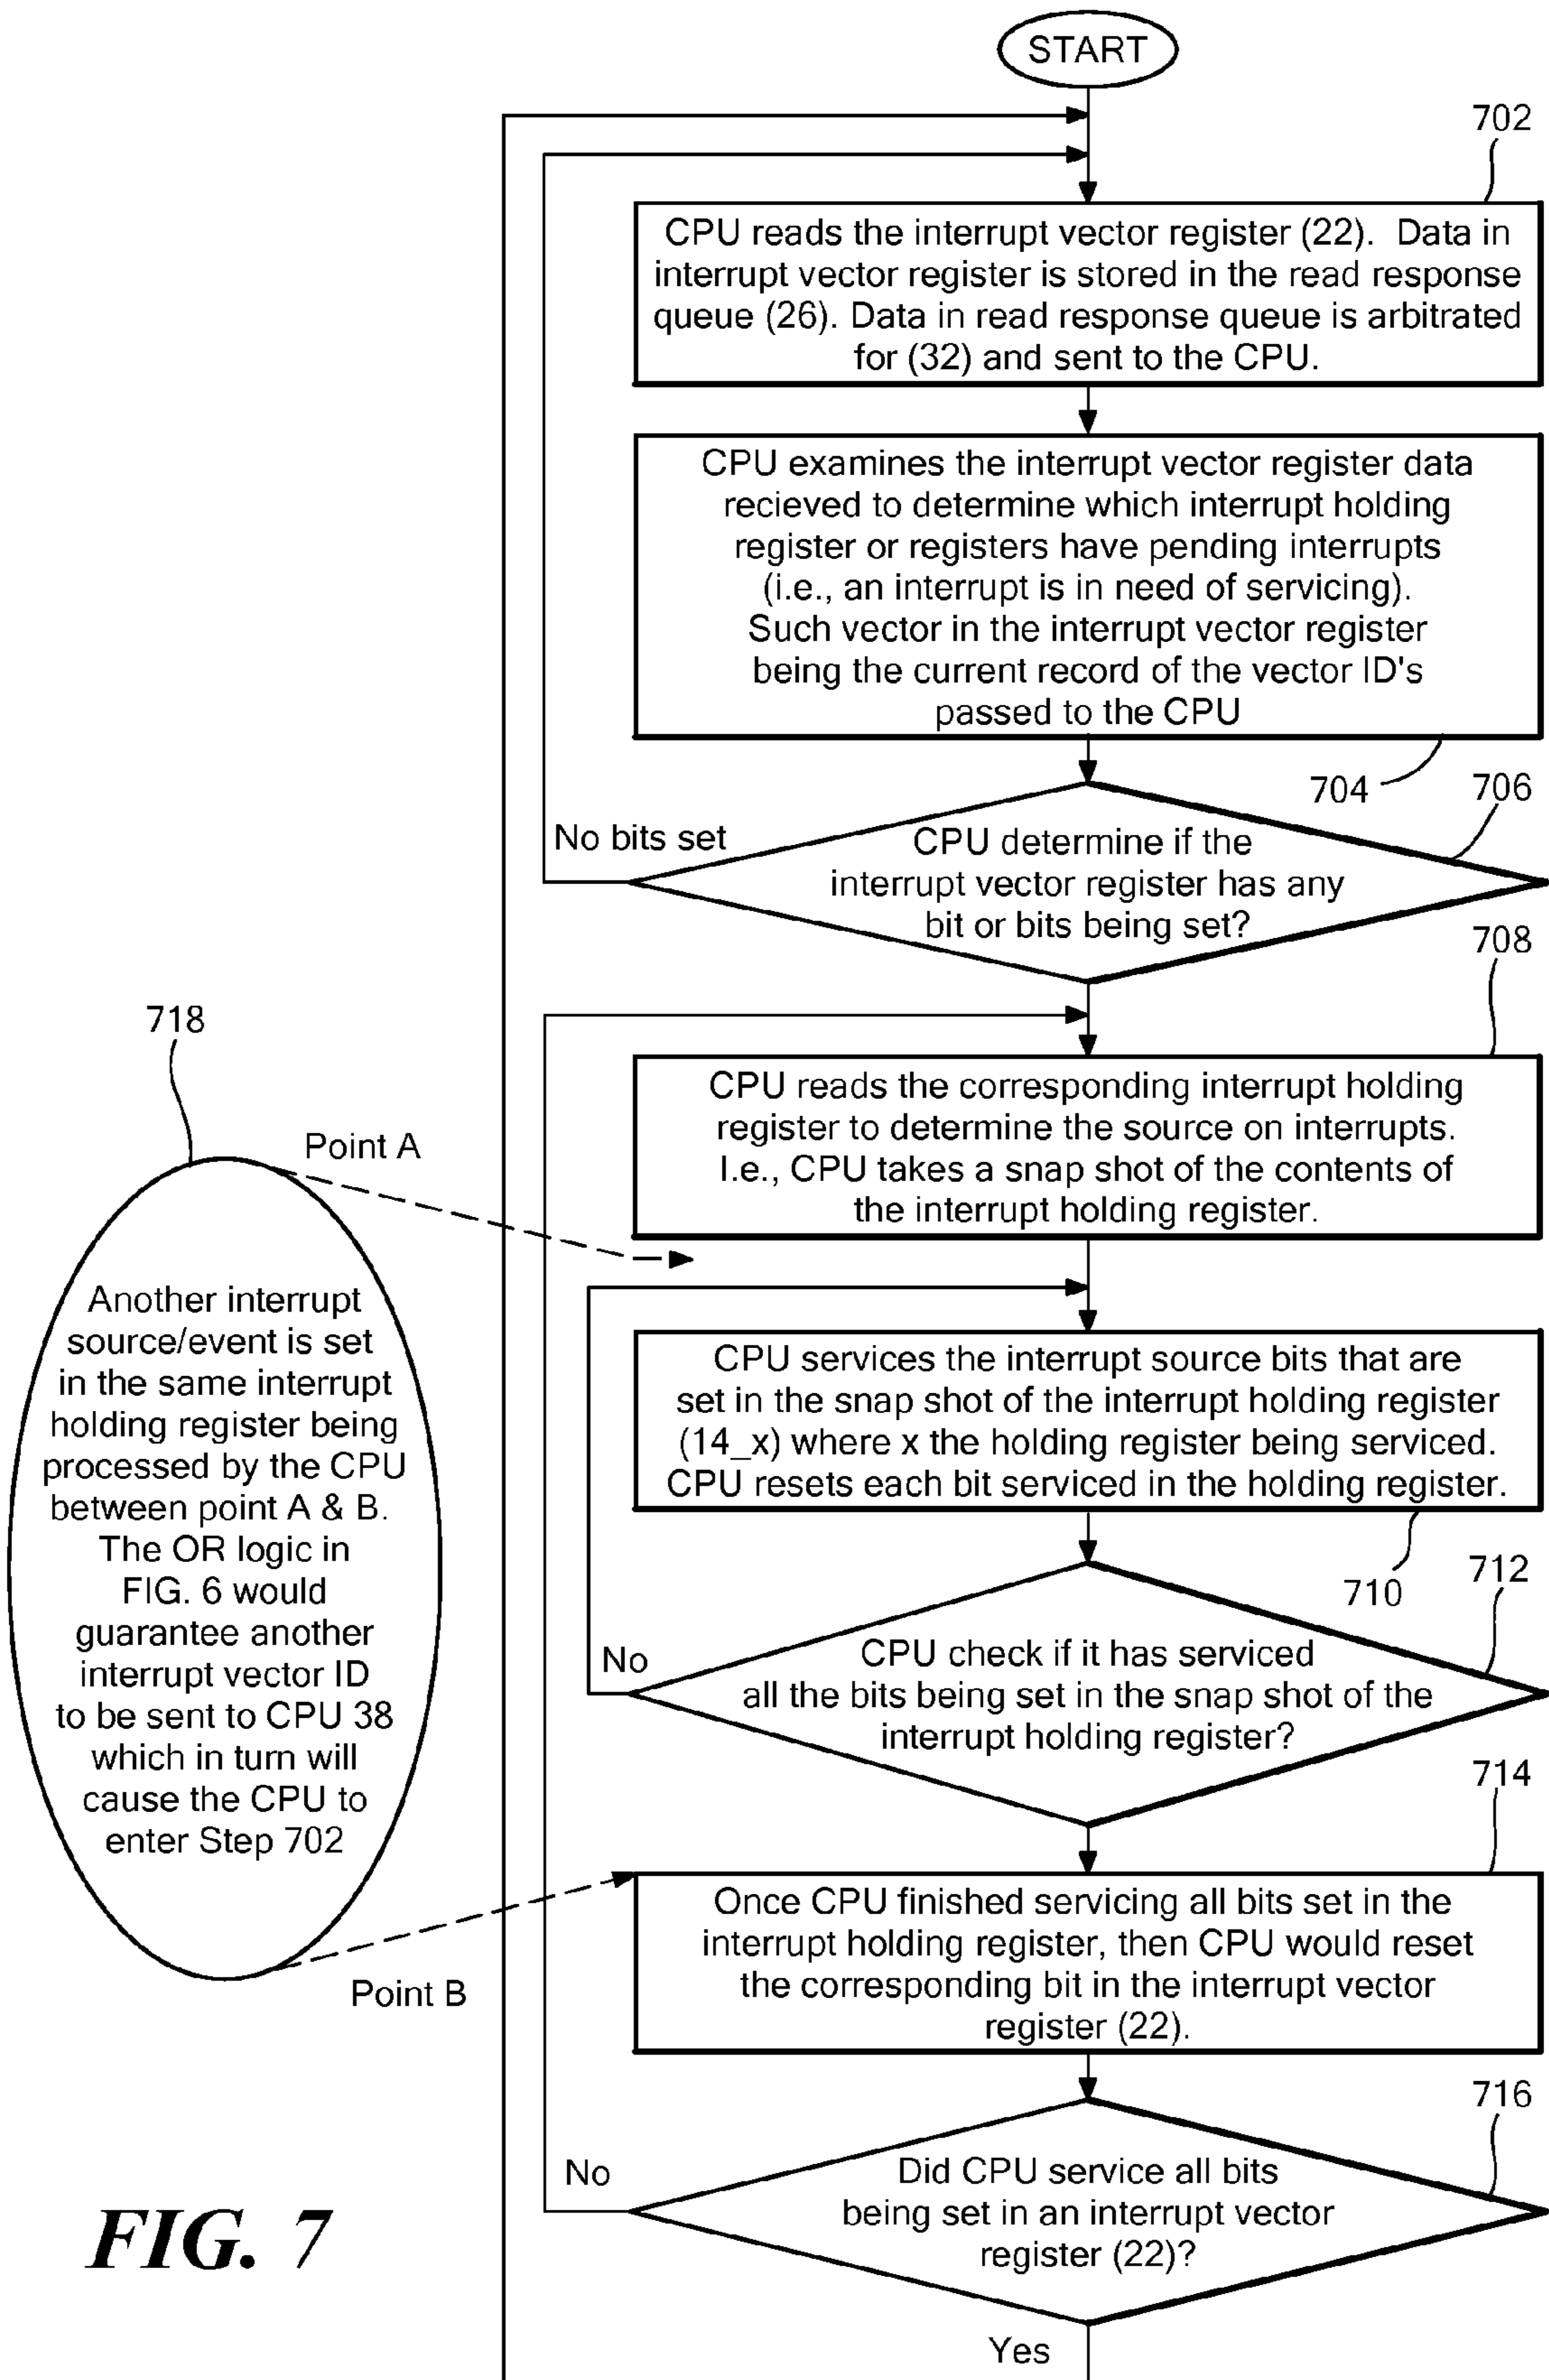 START
702
CPU reads the interrupt vector register (22). Data in
interrupt vector register is stored in the read response
queue (26). Data in read response queue is arbitrated
for (32) and sent to the CPU.
CPU examines the interrupt vector register data
recieved to determine which interrupt holding
register or registers have pending interrupts
(i.e., an interrupt is in need of servicing).
Such vector in the interrupt vector register
being the current record of the vector ID's
passed to the CPU
704
706
No bits set
CPU determine if the
interrupt vector register has any
bit or bits being set?
708
CPU reads the corresponding interrupt holding
register to determine the source on interrupts.
I.e., CPU takes a snap shot of the contents of
the interrupt holding register.
718
Point A
Another interrupt
source/event is set
in the same interrupt
holding register being
processed by the CPU
between point A & B.
The OR logic in
FIG. 6 would
guarantee another
interrupt vector ID
to be sent to CPU 38
which in turn will
cause the CPU to
enter Step 702
Point B
CPU services the interrupt source bits that are
set in the snap shot of the interrupt holding register
(14_x) where x the holding register being serviced.
CPU resets each bit serviced in the holding register.
710
712
No
CPU check if it has serviced
all the bits being set in the snap shot of the
interrupt holding register?
714
Once CPU finished servicing all bits set in the
interrupt holding register, then CPU would reset
the corresponding bit in the interrupt vector
register (22).
716
No
Did CPU service all bits
being set in an interrupt vector
register (22)?
Yes
FIG. 7